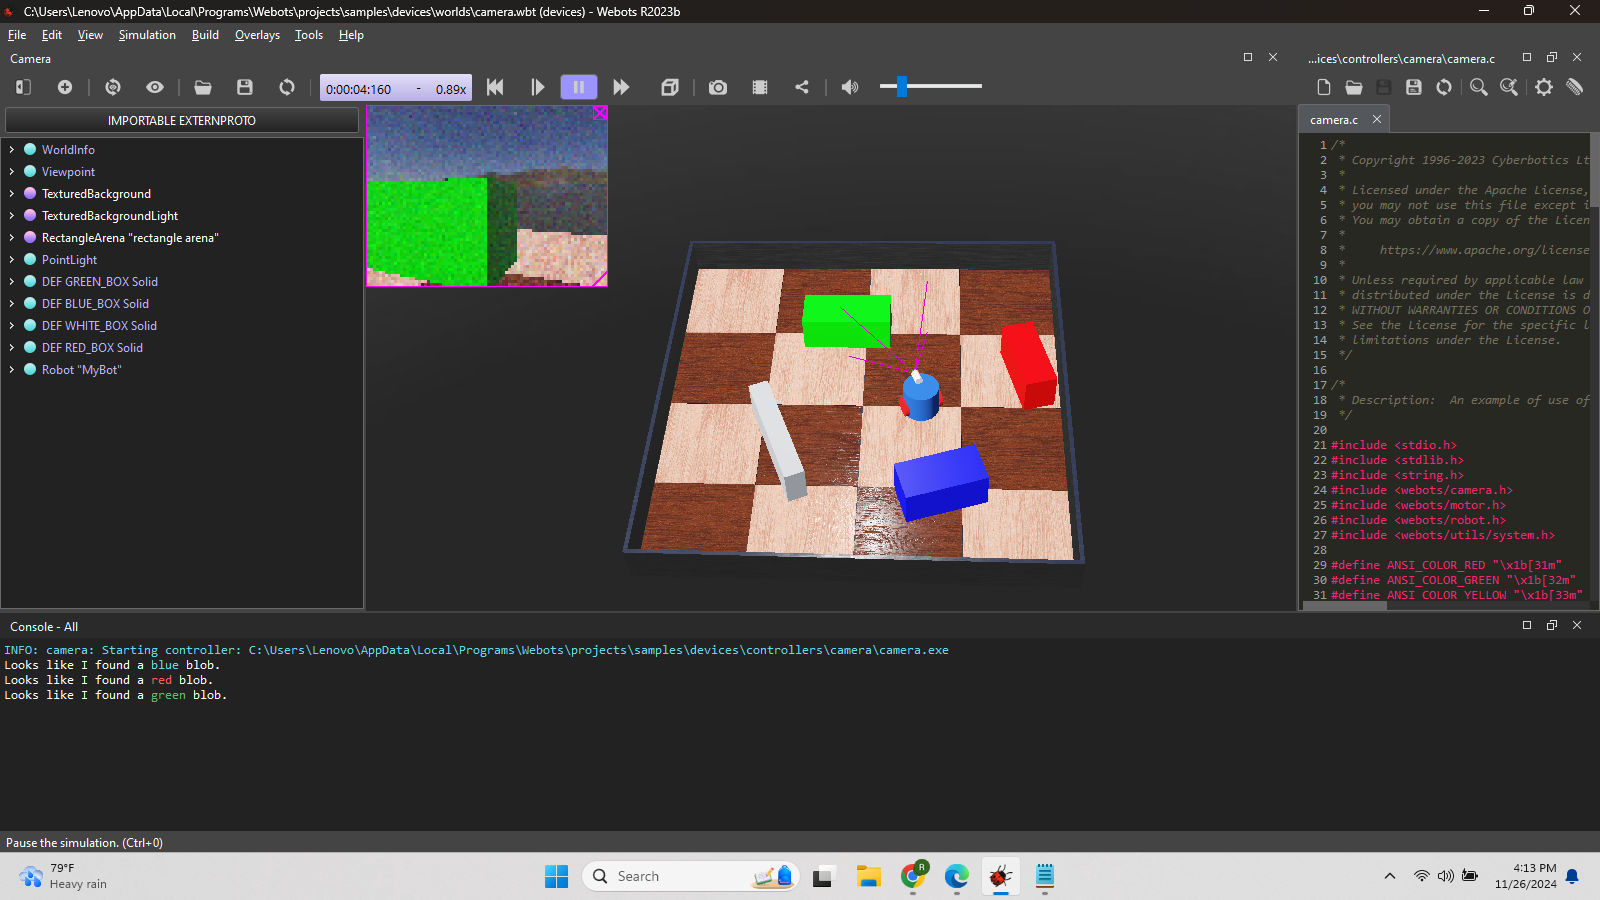 C:\Users\Lenovo\AppData\Local\Programs\Webots\projects\samples\devices\worlds\camera.wbt (devices) - Webots R2023b
File Edit View Simulation Build Overlays Tools Help
Camera
...ices\controllers\camera\camera.c
0:00:04:160 - 0.89x
IMPORTABLE EXTERNPROTO
WorldInfo
Viewpoint
TexturedBackground
TexturedBackgroundLight
RectangleArena "rectangle arena"
PointLight
DEF GREEN_BOX Solid
DEF BLUE_BOX Solid
DEF WHITE_BOX Solid
DEF RED_BOX Solid
Robot "MyBot"
camera.c
1 /*
2 * Copyright 1996-2023 Cyberbotics Lt
3 *
4 * Licensed under the Apache License,
5 * you may not use this file except i
6 * You may obtain a copy of the Licen
7 *
8 * https://www.apache.org/license
9 *
10 * Unless required by applicable law
11 * distributed under the License is d
12 * WITHOUT WARRANTIES OR CONDITIONS O
13 * See the License for the specific l
14 * limitations under the License.
15 */
16
17 /*
18 * Description: An example of use of
19 */
20
21 #include <stdio.h>
22 #include <stdlib.h>
23 #include <string.h>
24 #include <webots/camera.h>
25 #include <webots/motor.h>
26 #include <webots/robot.h>
27 #include <webots/utils/system.h>
28
29 #define ANSI_COLOR_RED "\x1b[31m"
30 #define ANSI_COLOR_GREEN "\x1b[32m"
31 #define ANSI_COLOR_YELLOW "\x1b[33m"
Console - All
INFO: camera: Starting controller: C:\Users\Lenovo\AppData\Local\Programs\Webots\projects\samples\devices\controllers\camera\camera.exe
Looks like I found a blue blob.
Looks like I found a red blob.
Looks like I found a green blob.
Pause the simulation. (Ctrl+0)
79°F
Heavy rain
Search
R
4:13 PM
11/26/2024